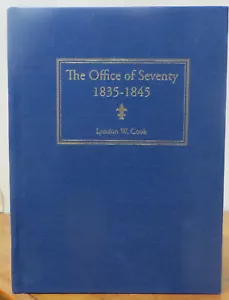 The Office of Seventy
1835-1845
Lyndon W. Cook